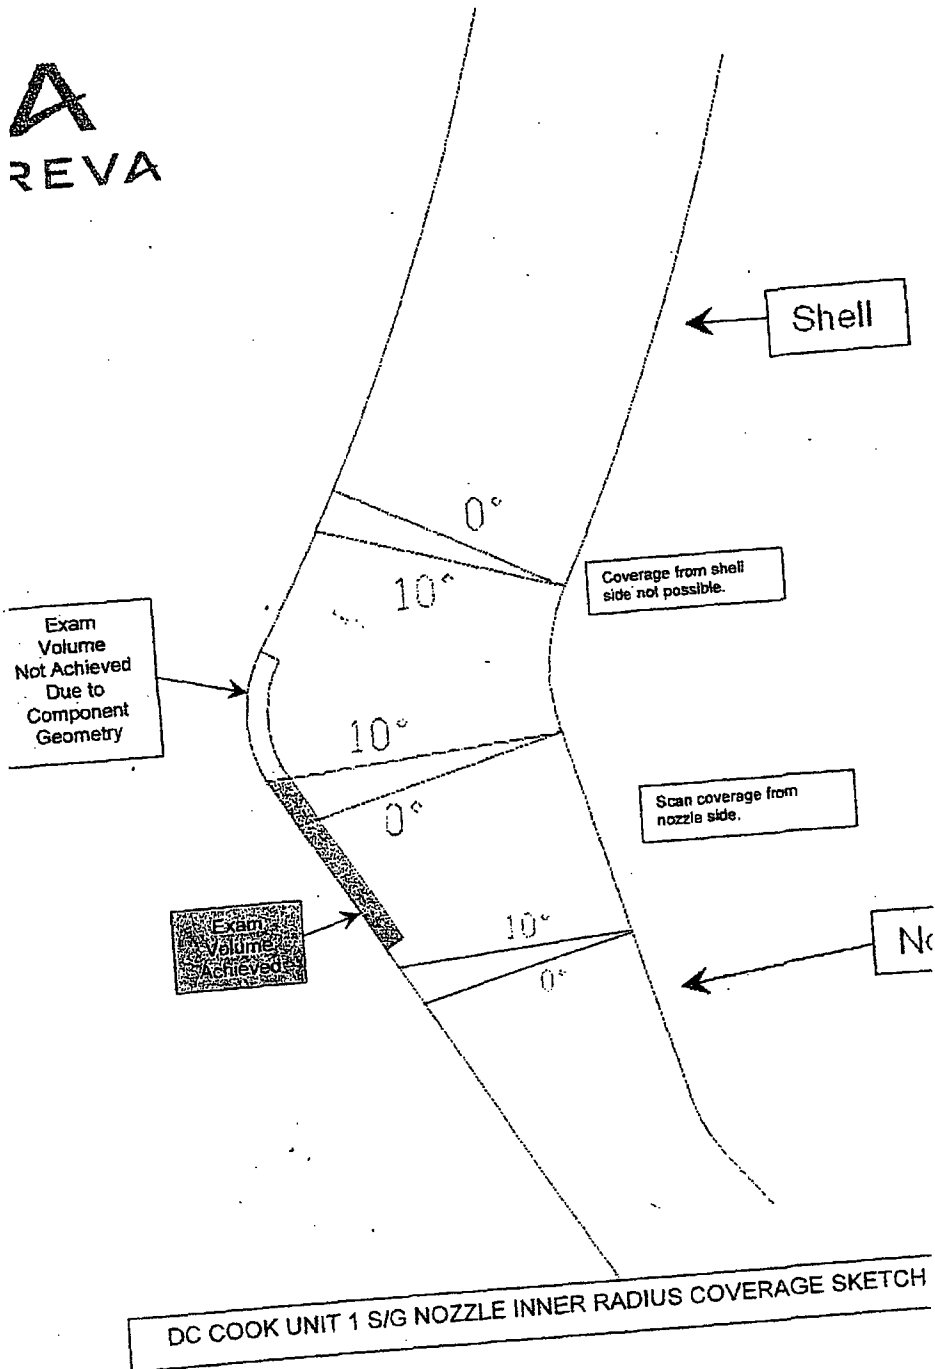 REVA
Shell
0°
Coverage from shell
side not possible.
10°
Exam
Volume
Not Achieved
Due to
Component
Geometry
10°
0°
Scan coverage from
nozzle side.
Exam
Volume
Achieved
10°
0°
No
DC COOK UNIT 1 S/G NOZZLE INNER RADIUS COVERAGE SKETCH